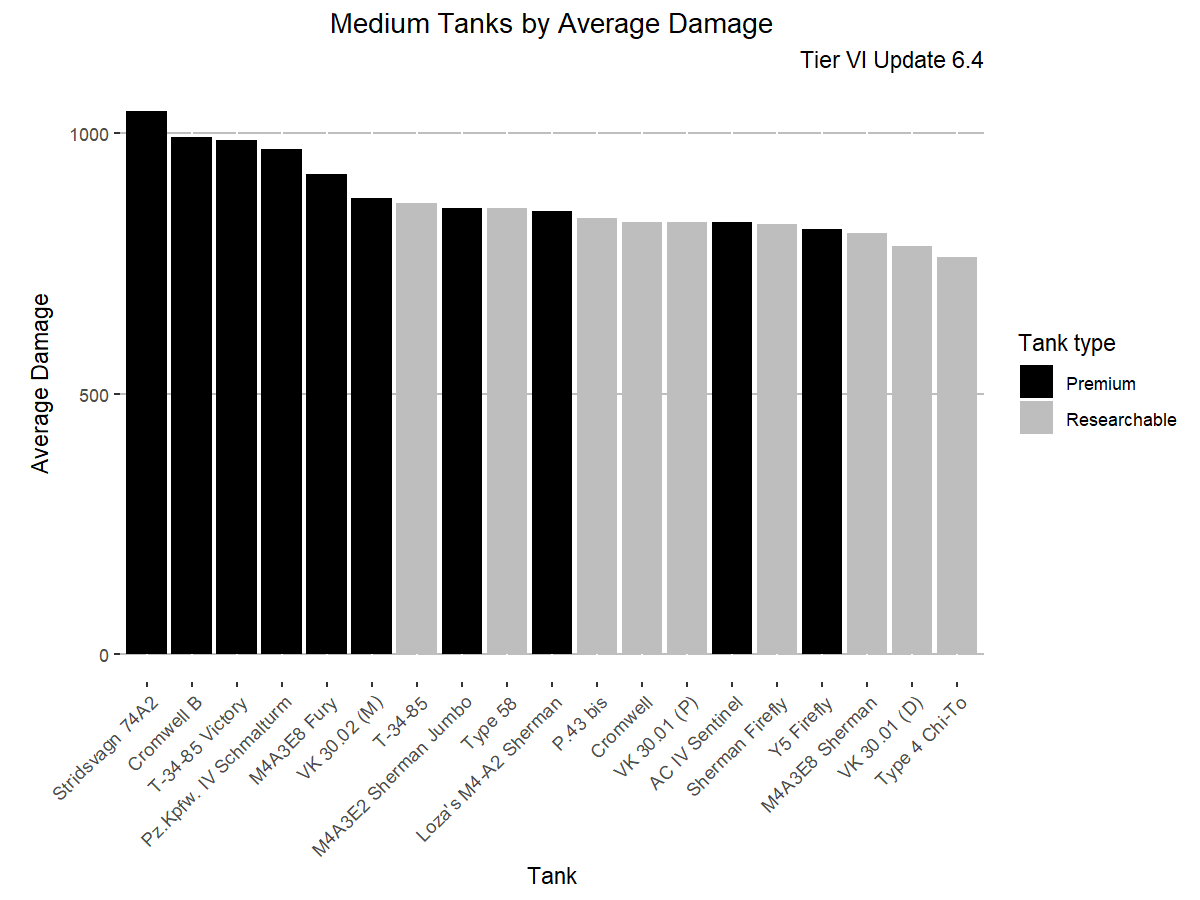 Medium Tanks by Average Damage
Tier VI Update 6.4
Average Damage
1000
500
0
Stridsvagn 74A2
Cromwell B
T-34-85 Victory
Pz.Kpfw. IV Schmalturm
M4A3E8 Fury
VK 30.02 (M)
T-34-85
M4A3E2 Sherman Jumbo
Type 58
Loza's M4-A2 Sherman
P.43 bis
Cromwell
VK 30.01 (P)
AC IV Sentinel
Sherman Firefly
Y5 Firefly
M4A3E8 Sherman
VK 30.01 (D)
Type 4 Chi-To
Tank
Tank type
Premium
Researchable